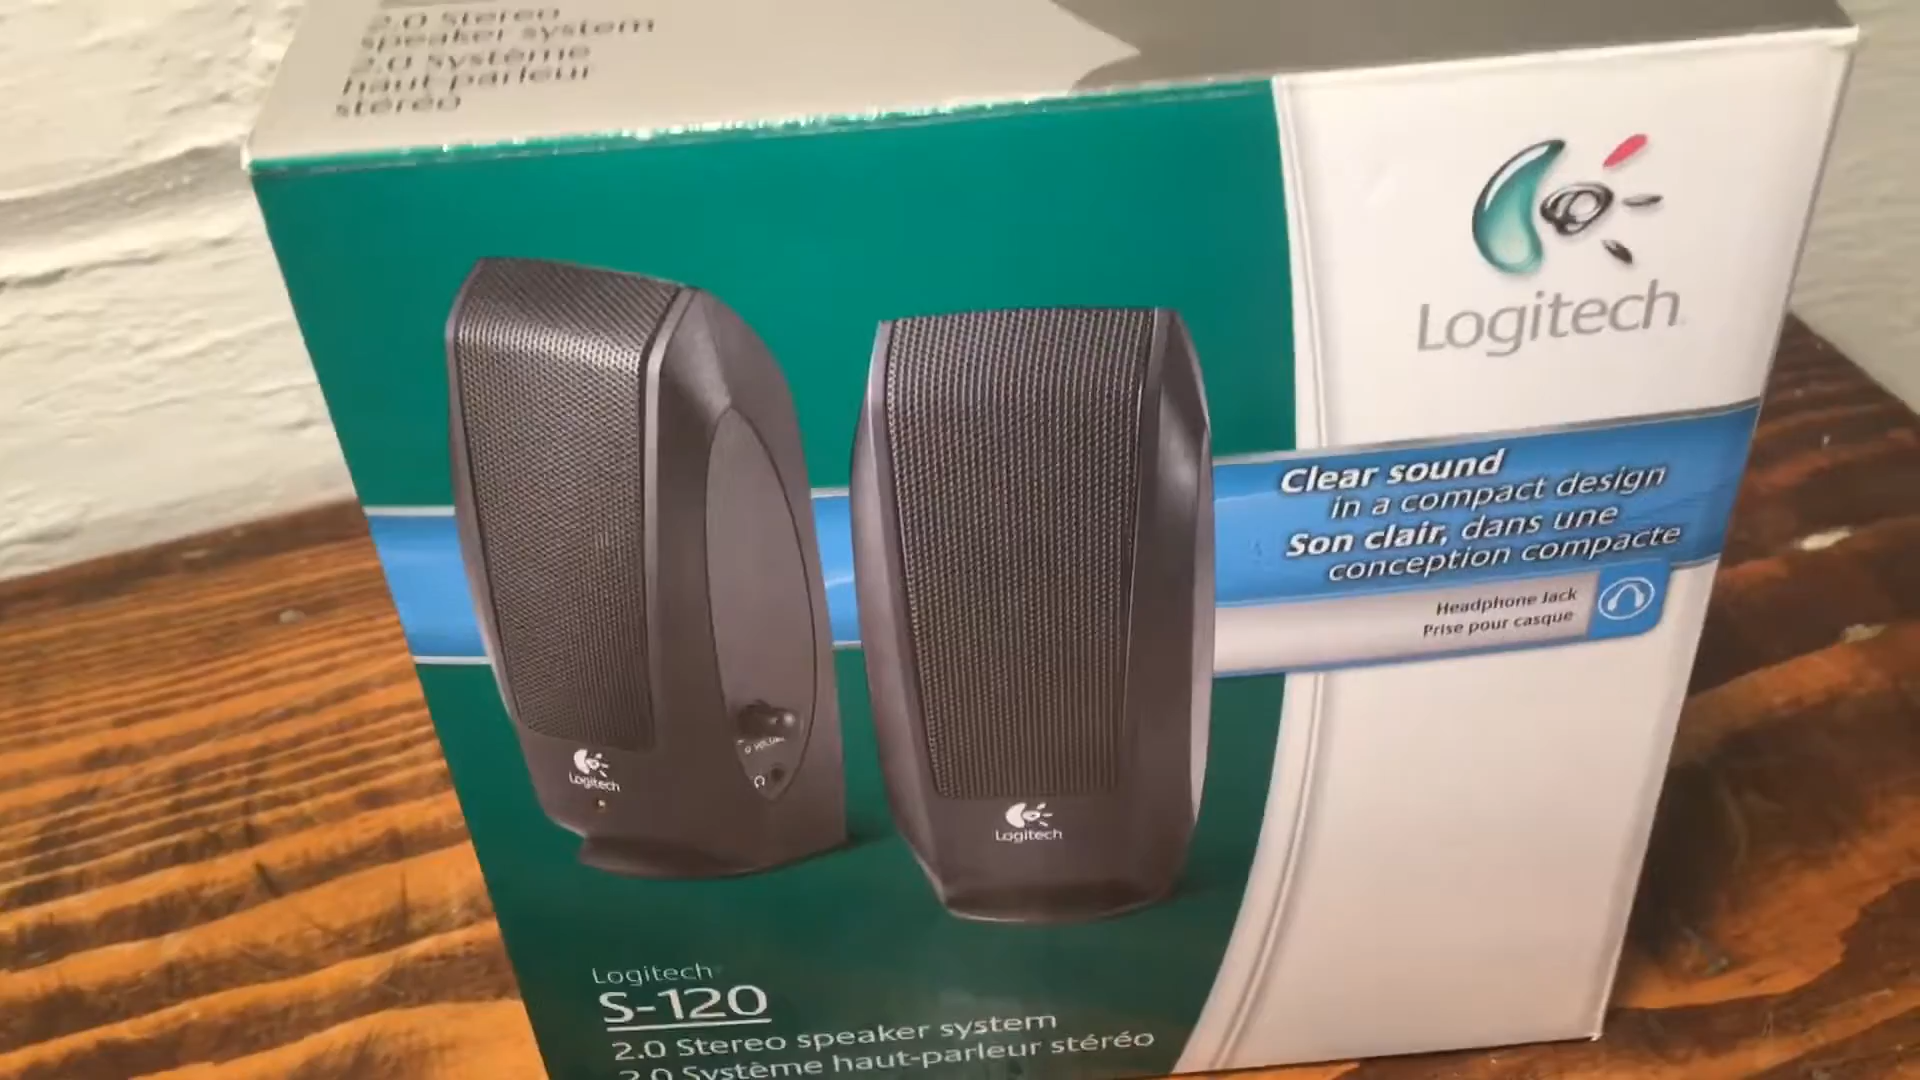 2.0 Stereo
speaker system
2.0 Système
haut-parleur
stéréo
Logitech
Clear sound
in a compact design
Son clair, dans une
conception compacte
Headphone Jack
Prise pour casque
VOLUME
Logitech
Logitech
Logitech
S-120
2.0 Stereo speaker system
2.0 Système haut-parleur stéréo